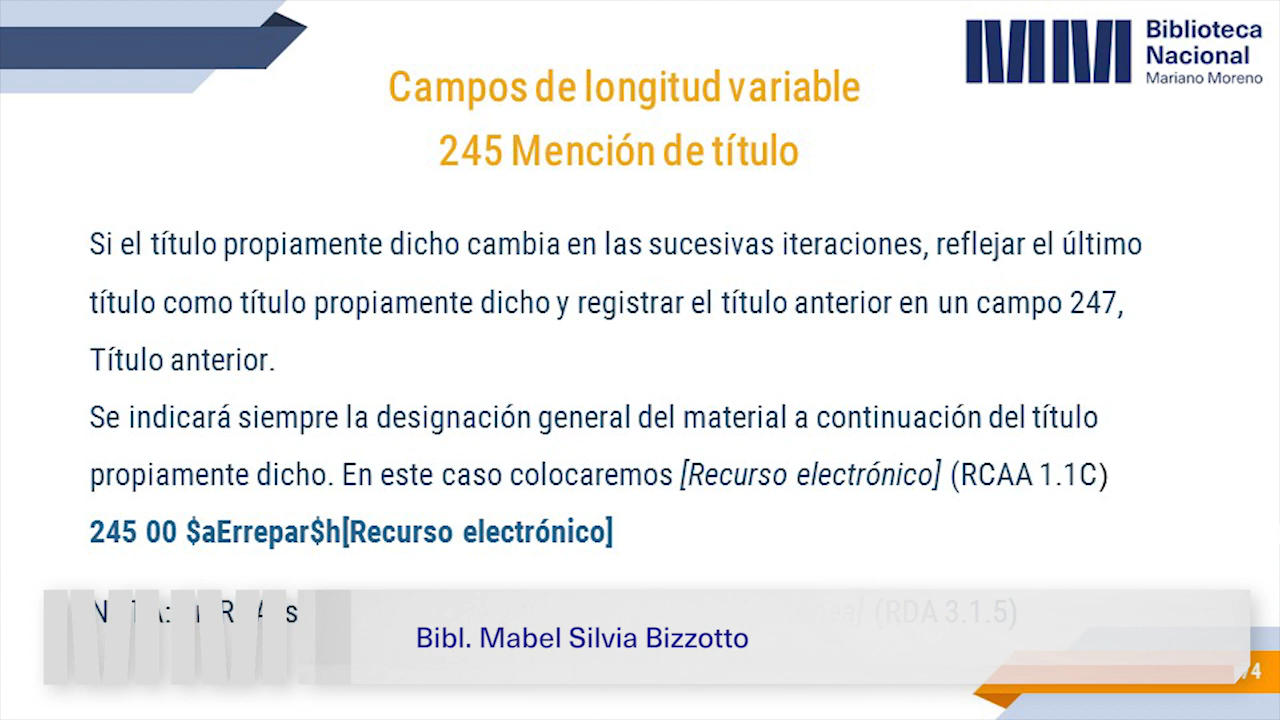 Biblioteca
Nacional
Mariano Moreno
Campos de longitud variable
245 Mención de título
Si el título propiamente dicho cambia en las sucesivas iteraciones, reflejar el último
título como título propiamente dicho y registrar el título anterior en un campo 247,
Título anterior.
Se indicará siempre la designación general del material a continuación del título
propiamente dicho. En este caso colocaremos [Recurso electrónico] (RCAA 1.1C)
245 00 $aErrepar$h[Recurso electrónico]
(RDA 3.1.5)
Bibl. Mabel Silvia Bizzotto